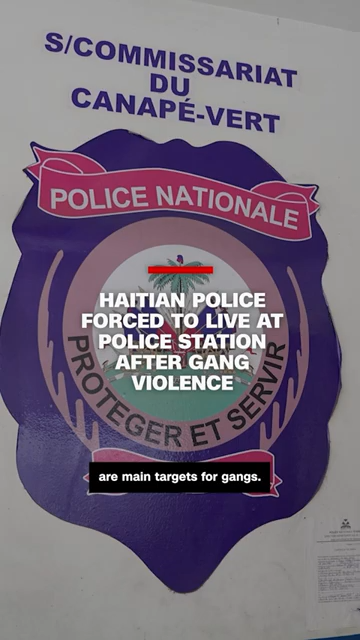 S/COMMISSARIAT
DU
CANAPÉ-VERT
POLICE NATIONALE
HAITIAN POLICE
FORCED TO LIVE AT
POLICE STATION
AFTER GANG
VIOLENCE
PROTEGER ET SERVIR
are main targets for gangs.